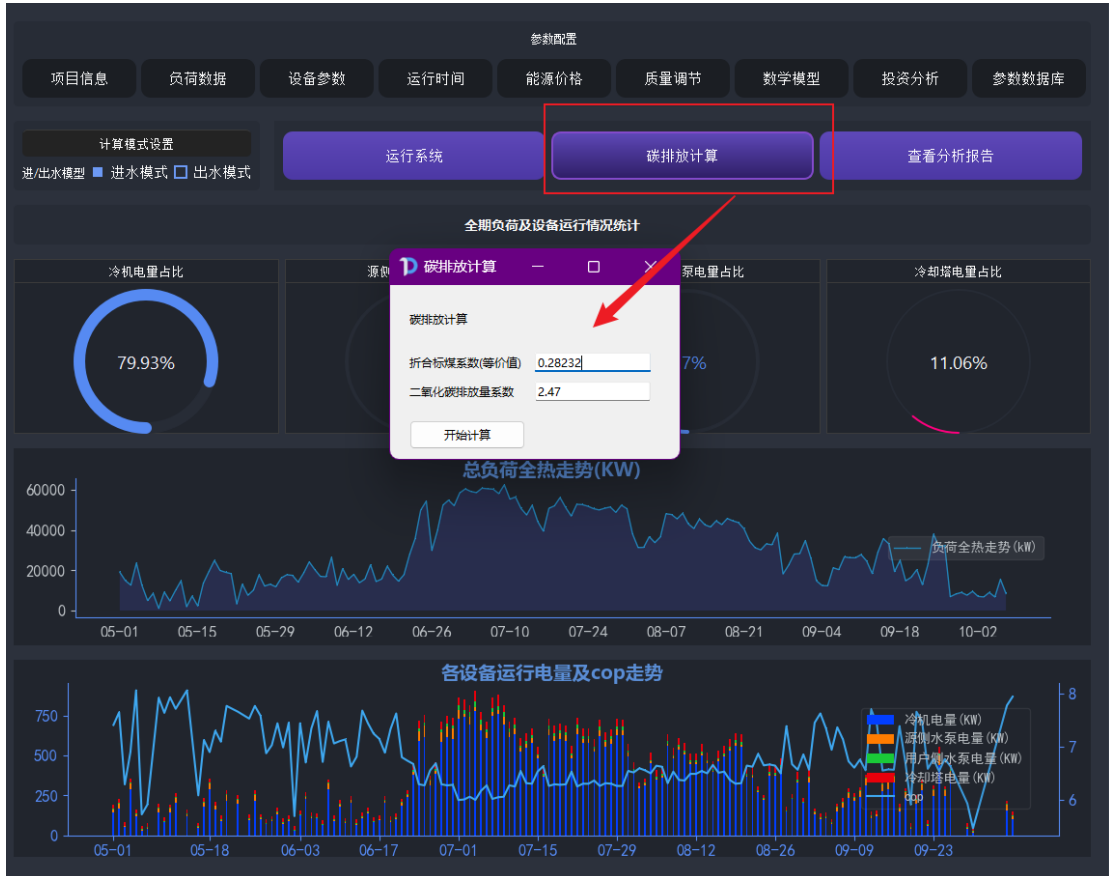 参数配置
项目信息 负荷数据 设备参数 运行时间 能源价格 质量调节 数学模型 投资分析 参数数据库
计算模式设置
进/出水模型 进水模式 出水模式
运行系统 碳排放计算 查看分析报告
全期负荷及设备运行情况统计
冷机电量占比 源侧 泵电量占比 冷却塔电量占比
79.93% 7% 11.06%
碳排放计算
碳排放计算
折合标煤系数(等价值) 0.28232
二氧化碳排放量系数 2.47
开始计算
总负荷全热走势(KW)
60000
40000
20000
0
负荷全热走势(kW)
05-01 05-15 05-29 06-12 06-26 07-10 07-24 08-07 08-21 09-04 09-18 10-02
各设备运行电量及cop走势
750
500
250
0
8
7
6
冷机电量(KW)
源侧水泵电量(KW)
用户侧水泵电量(KW)
冷却塔电量(KW)
cop
05-01 05-18 06-03 06-17 07-01 07-15 07-29 08-12 08-26 09-09 09-23